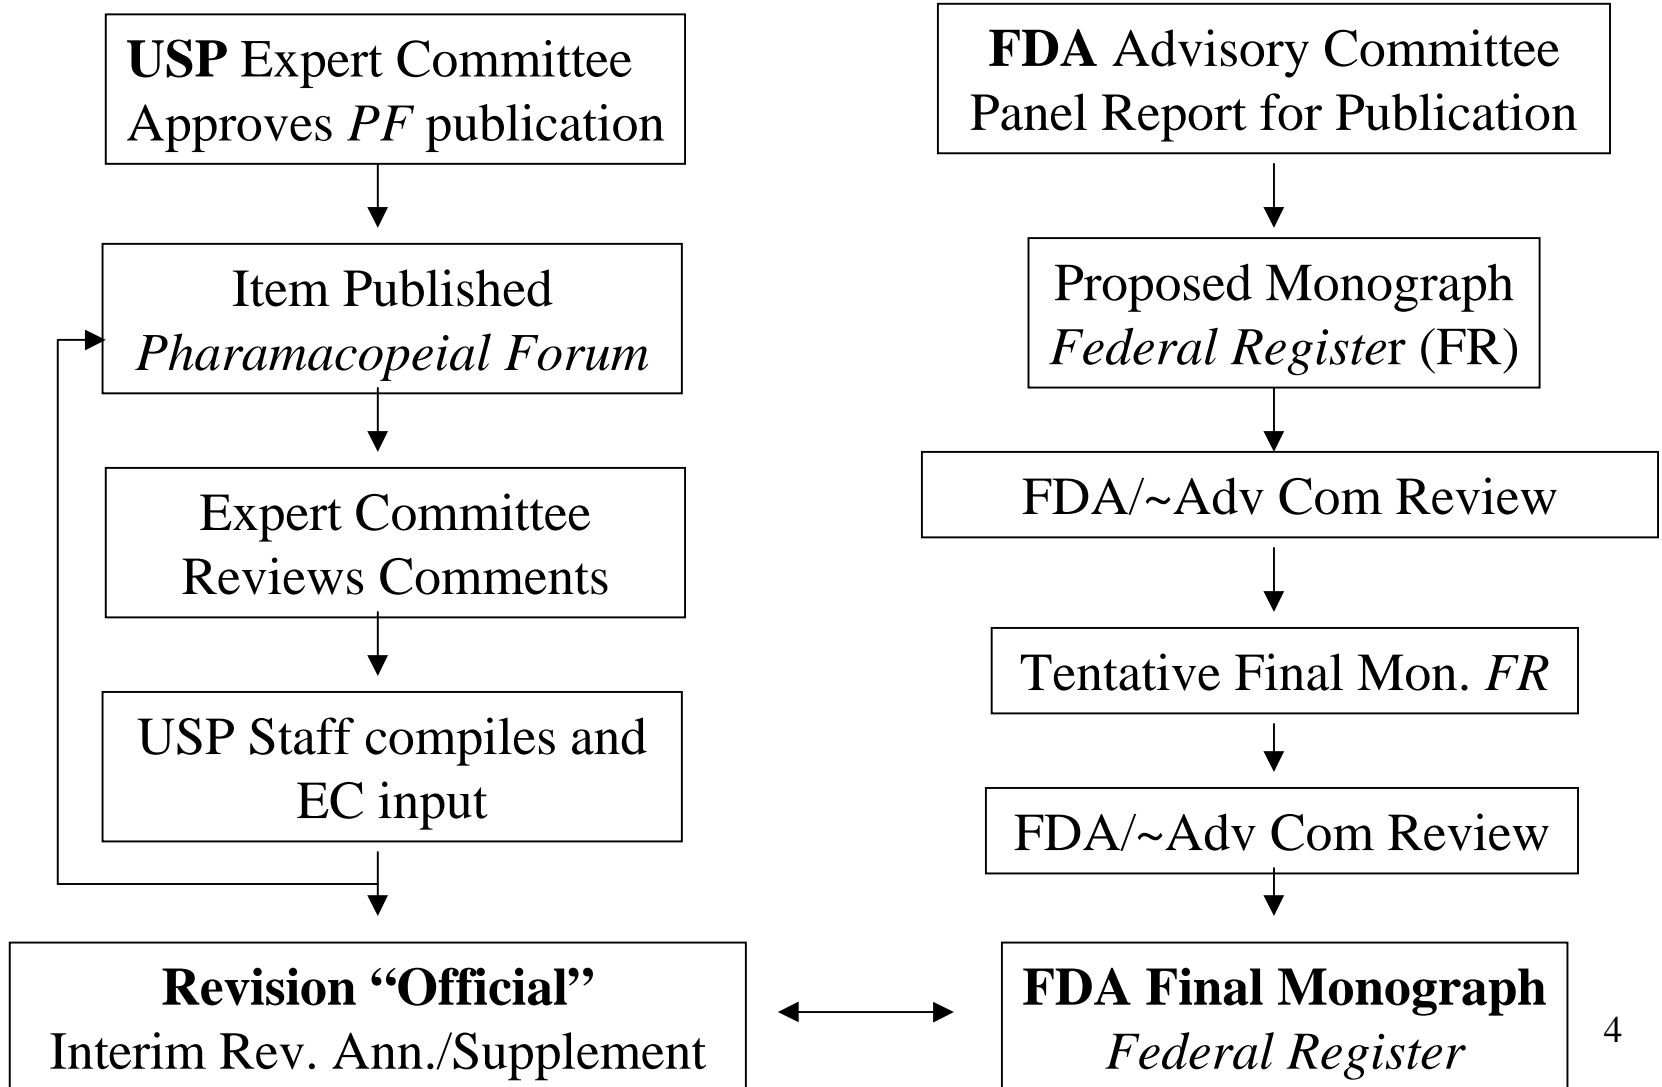 USP Expert Committee
Approves PF publication
Item Published
Pharamacopeial Forum
Expert Committee
Reviews Comments
USP Staff compiles and
EC input
Revision “Official”
Interim Rev. Ann./Supplement
FDA Advisory Committee
Panel Report for Publication
Proposed Monograph
Federal Register (FR)
FDA/~Adv Com Review
Tentative Final Mon. FR
FDA/~Adv Com Review
FDA Final Monograph
Federal Register
4